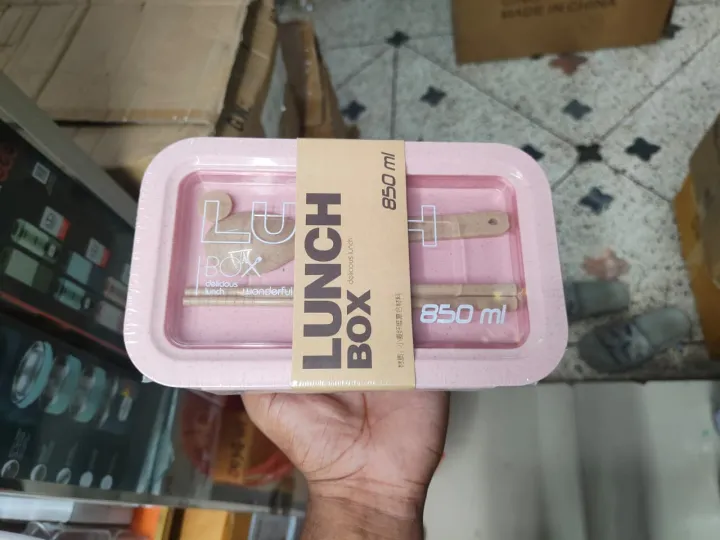 LUNCH
BOX
delicious lunch
850 ml
LU H
BOX
delicious
lunch
wonderful
850 ml
MADE IN CHINA